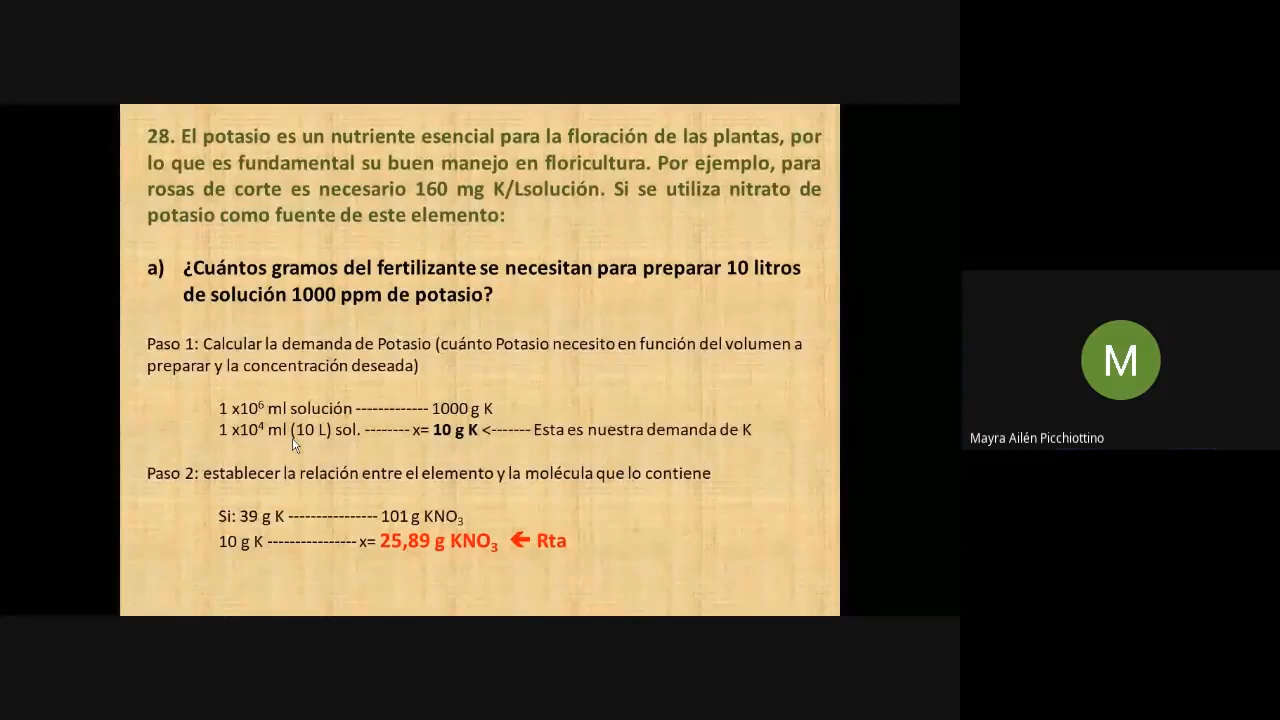 28. El potasio es un nutriente esencial para la floración de las plantas, por
lo que es fundamental su buen manejo en floricultura. Por ejemplo, para
rosas de corte es necesario 160 mg K/Lsolución. Si se utiliza nitrato de
potasio como fuente de este elemento:
a) ¿Cuántos gramos del fertilizante se necesitan para preparar 10 litros
de solución 1000 ppm de potasio?
Paso 1: Calcular la demanda de Potasio (cuánto Potasio necesito en función del volumen a
preparar y la concentración deseada)
1 x10⁶ ml solución ------------- 1000 g K
1 x10⁴ ml (10 L) sol. -------- x= 10 g K <------- Esta es nuestra demanda de K
Paso 2: establecer la relación entre el elemento y la molécula que lo contiene
Si: 39 g K ---------------- 101 g KNO₃
10 g K ---------------- x= 25,89 g KNO₃ ← Rta
M
Mayra Ailén Picchiottino